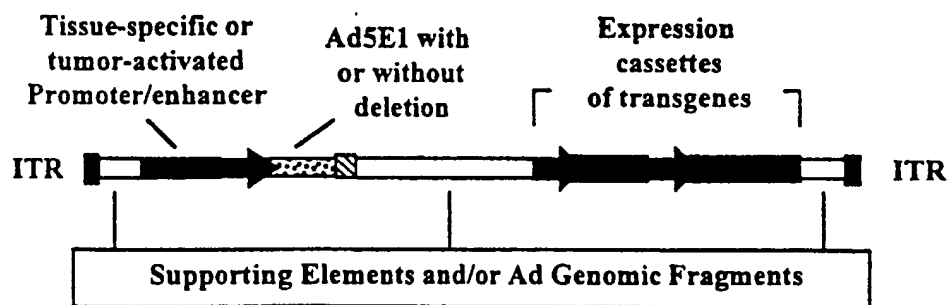 Tissue-specific or
tumor-activated
Promoter/enhancer
Ad5E1 with
or without
deletion
Expression
cassettes
of transgenes
ITR
ITR
Supporting Elements and/or Ad Genomic Fragments